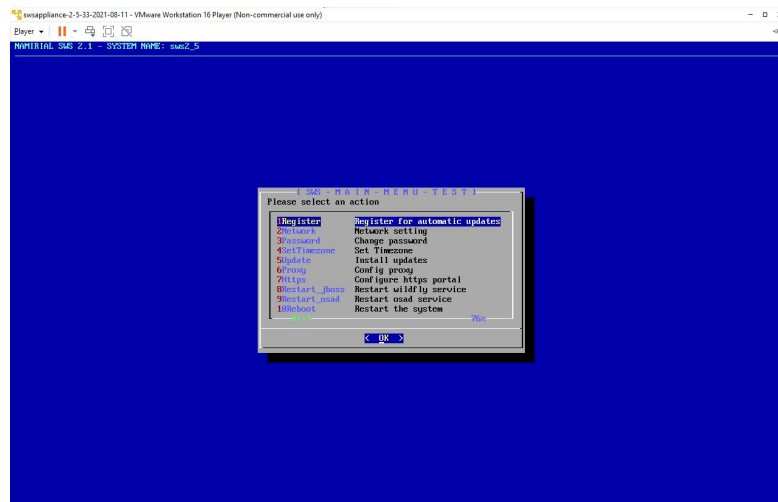 swsappliance-2-5-33-2021-08-11 - VMware Workstation 16 Player (Non-commercial use only)
Player
NAMIRIAL SWS 2.1 - SYSTEM NAME: sws2_5
[ SWS - M A I N - M E N U - T E S T ]
Please select an action
1Register Register for automatic updates
2Network Network setting
3Password Change password
4SetTimezone Set Timezone
5Update Install updates
6Proxy Config proxy
7Https Configure https portal
8Restart_jboss Restart wildfly service
9Restart_osad Restart osad service
10Reboot Restart the system
76%
< OK >